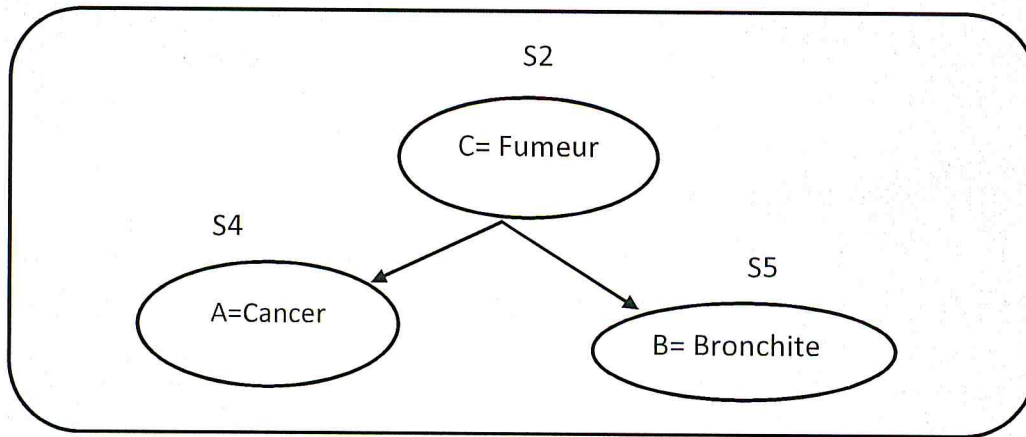 S2
C= Fumeur
S4
A=Cancer
S5
B= Bronchite